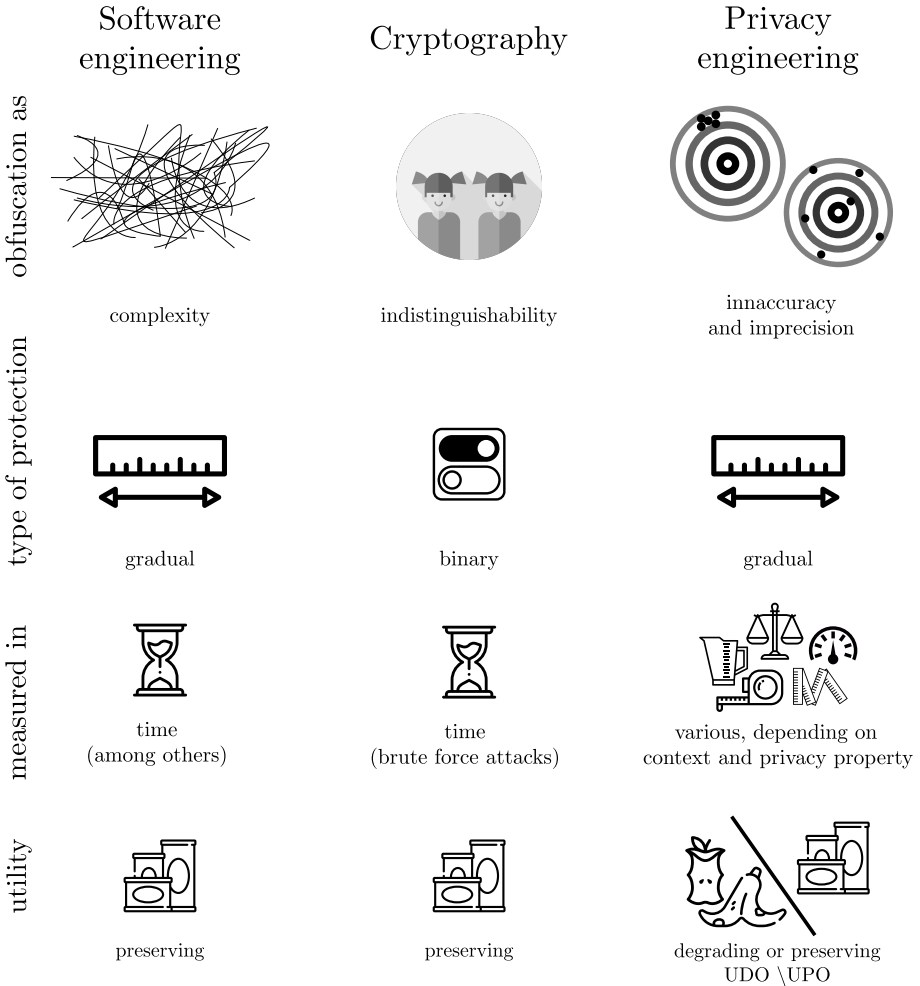 Software
engineering
Cryptography
Privacy
engineering
obfuscation as
complexity
indistinguishability
innaccuracy
and imprecision
type of protection
gradual
binary
gradual
measured in
time
(among others)
time
(brute force attacks)
various, depending on
context and privacy property
utility
preserving
preserving
degrading or preserving
UDO \UPO